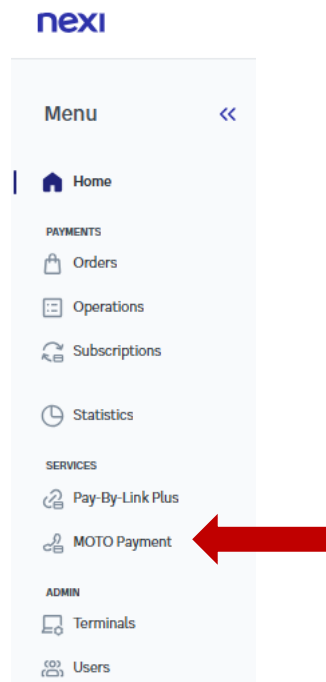 nexi
Menu
Home
PAYMENTS
Orders
Operations
Subscriptions
Statistics
SERVICES
Pay-By-Link Plus
MOTO Payment
ADMIN
Terminals
Users